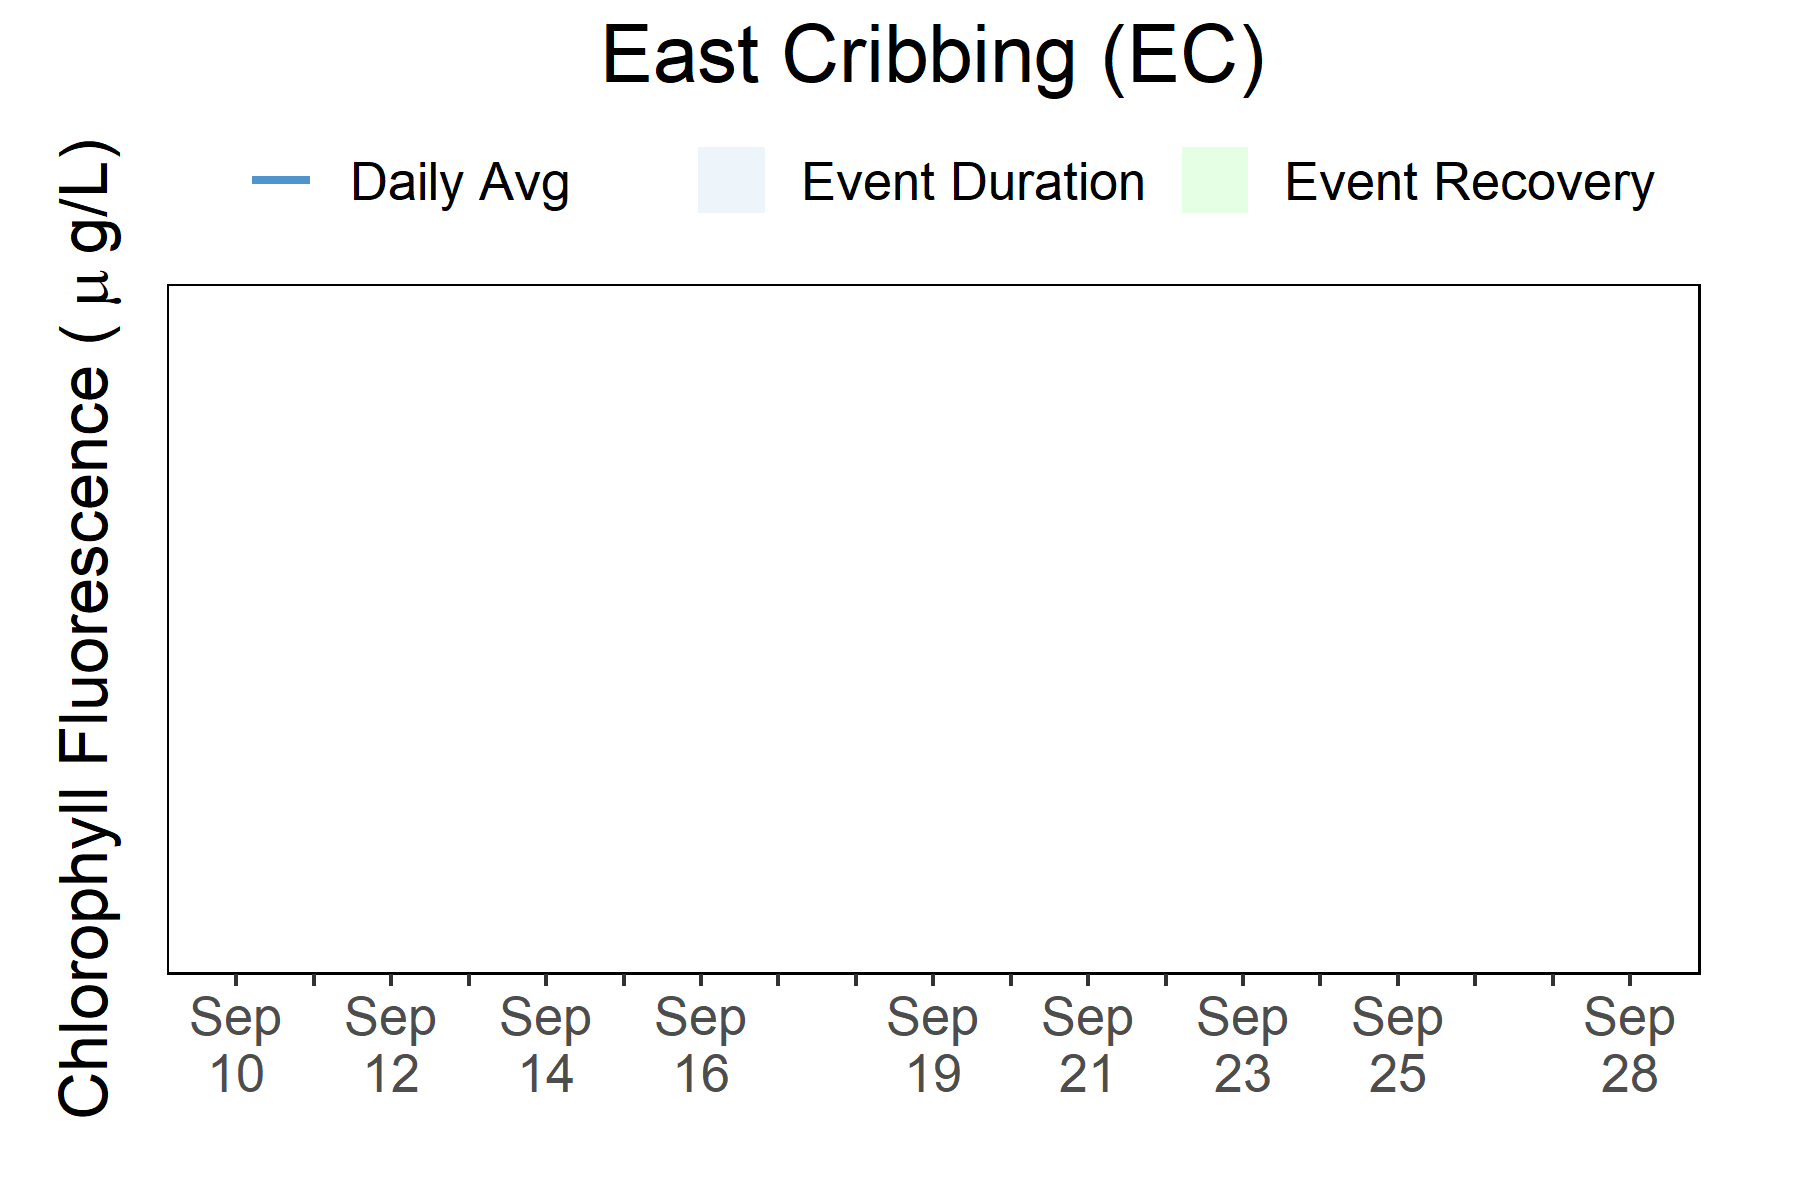 East Cribbing (EC)
Daily Avg Event Duration Event Recovery
Chlorophyll Fluorescence ( μ g/L)
Sep Sep Sep Sep Sep Sep Sep Sep Sep
10 12 14 16 19 21 23 25 28